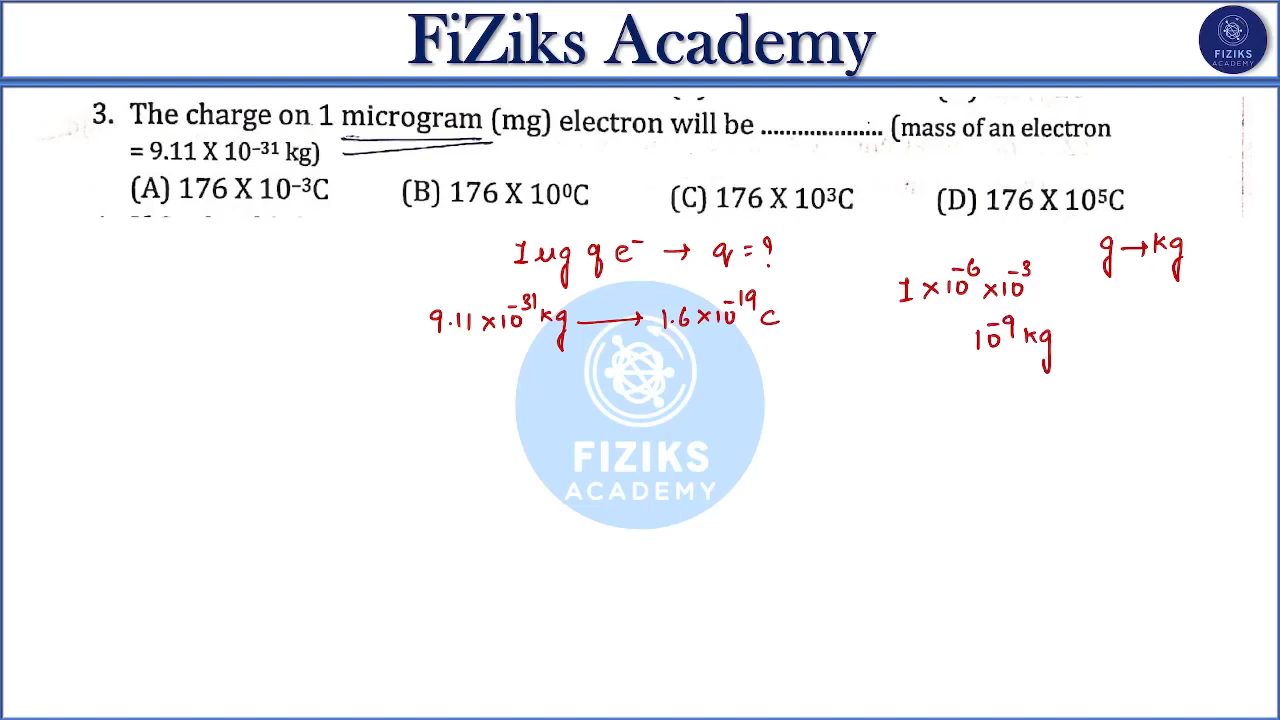 FiZiks Academy
FIZIKS
ACADEMY
3. The charge on 1 microgram (mg) electron will be ..................... (mass of an electron
= 9.11 X 10⁻³¹ kg)
(A) 176 X 10⁻³C (B) 176 X 10⁰C (C) 176 X 10³C (D) 176 X 10⁵C
1 μg of e⁻ → q = ?
g → kg
1 × 10⁻⁶ × 10⁻³
9.11 × 10⁻³¹ kg → 1.6 × 10⁻¹⁹ C
10⁻⁹ kg
FIZIKS
ACADEMY